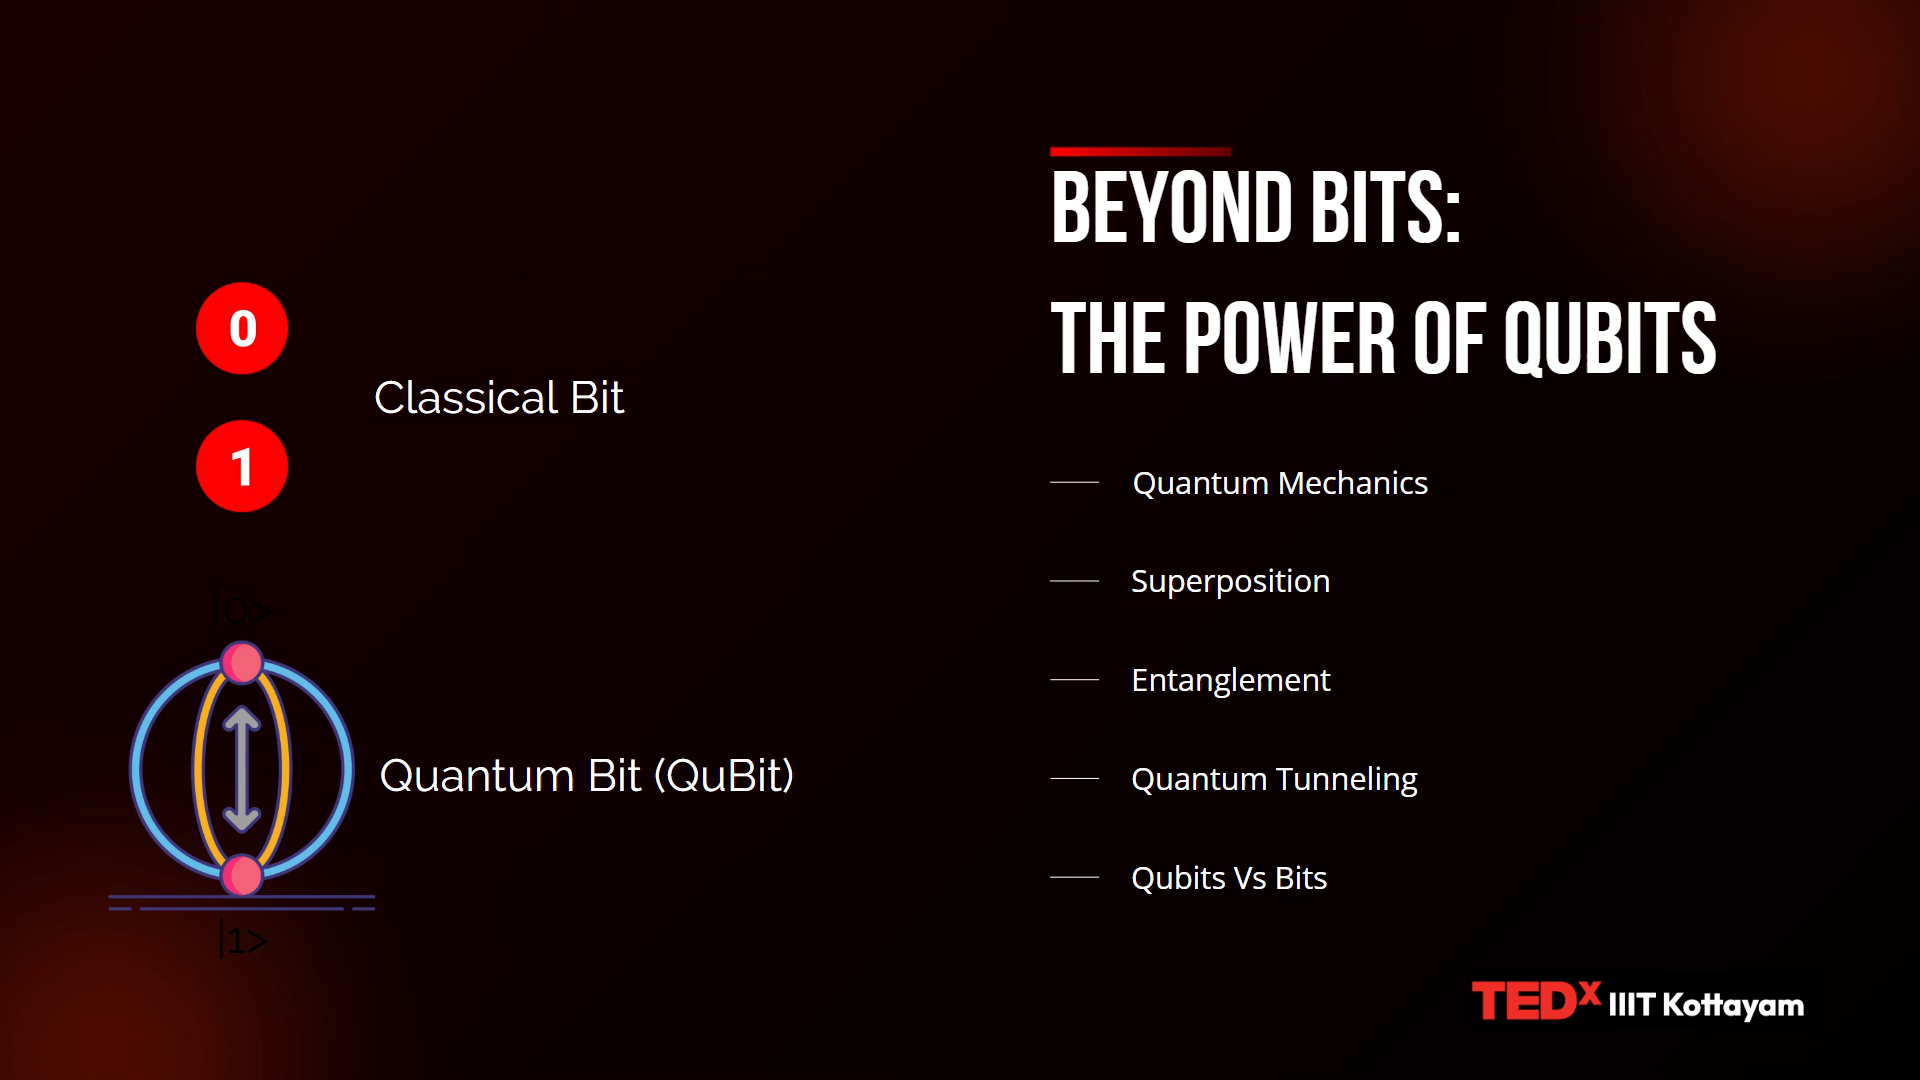 0
1
Classical Bit
|0>
Quantum Bit (QuBit)
|1>
BEYOND BITS:
THE POWER OF QUBITS
Quantum Mechanics
Superposition
Entanglement
Quantum Tunneling
Qubits Vs Bits
TEDx IIIT Kottayam